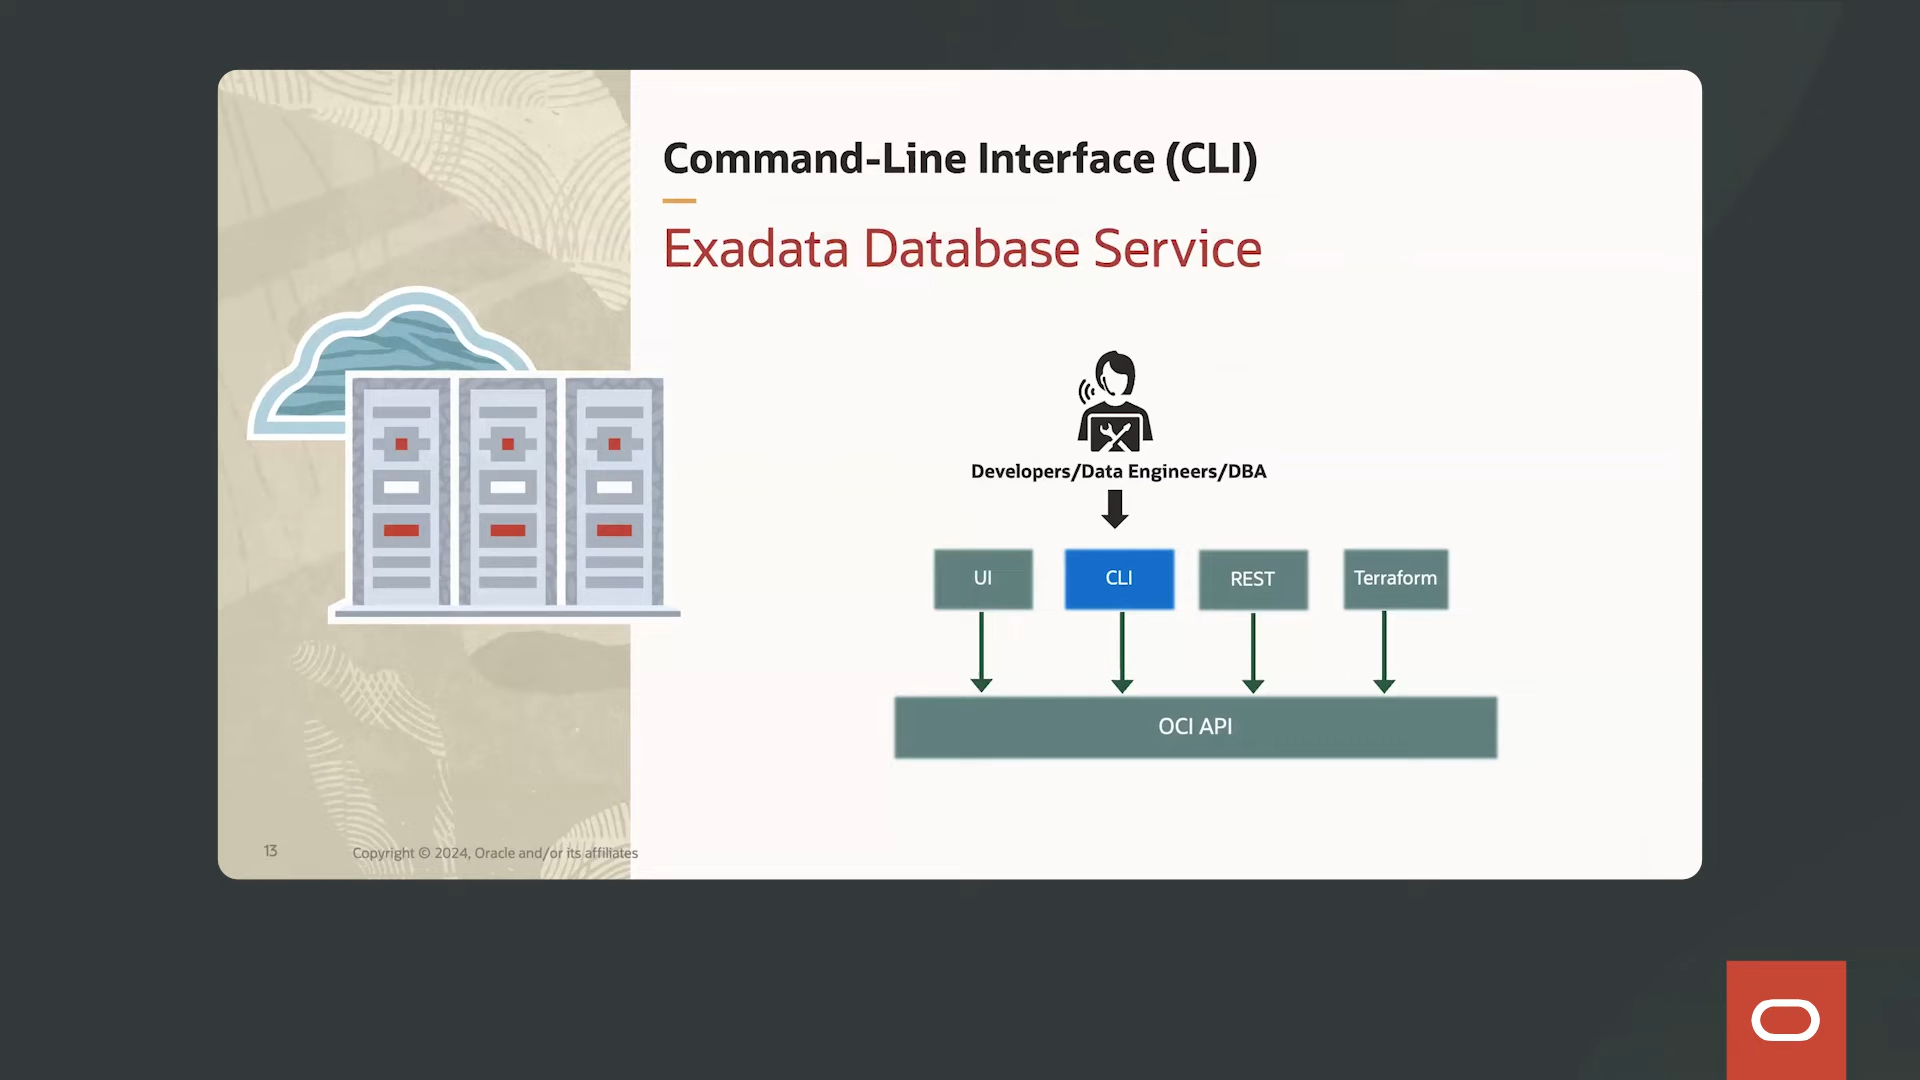 Command-Line Interface (CLI)
Exadata Database Service
Developers/Data Engineers/DBA
UI
CLI
REST
Terraform
OCI API
13
Copyright © 2024, Oracle and/or its affiliates